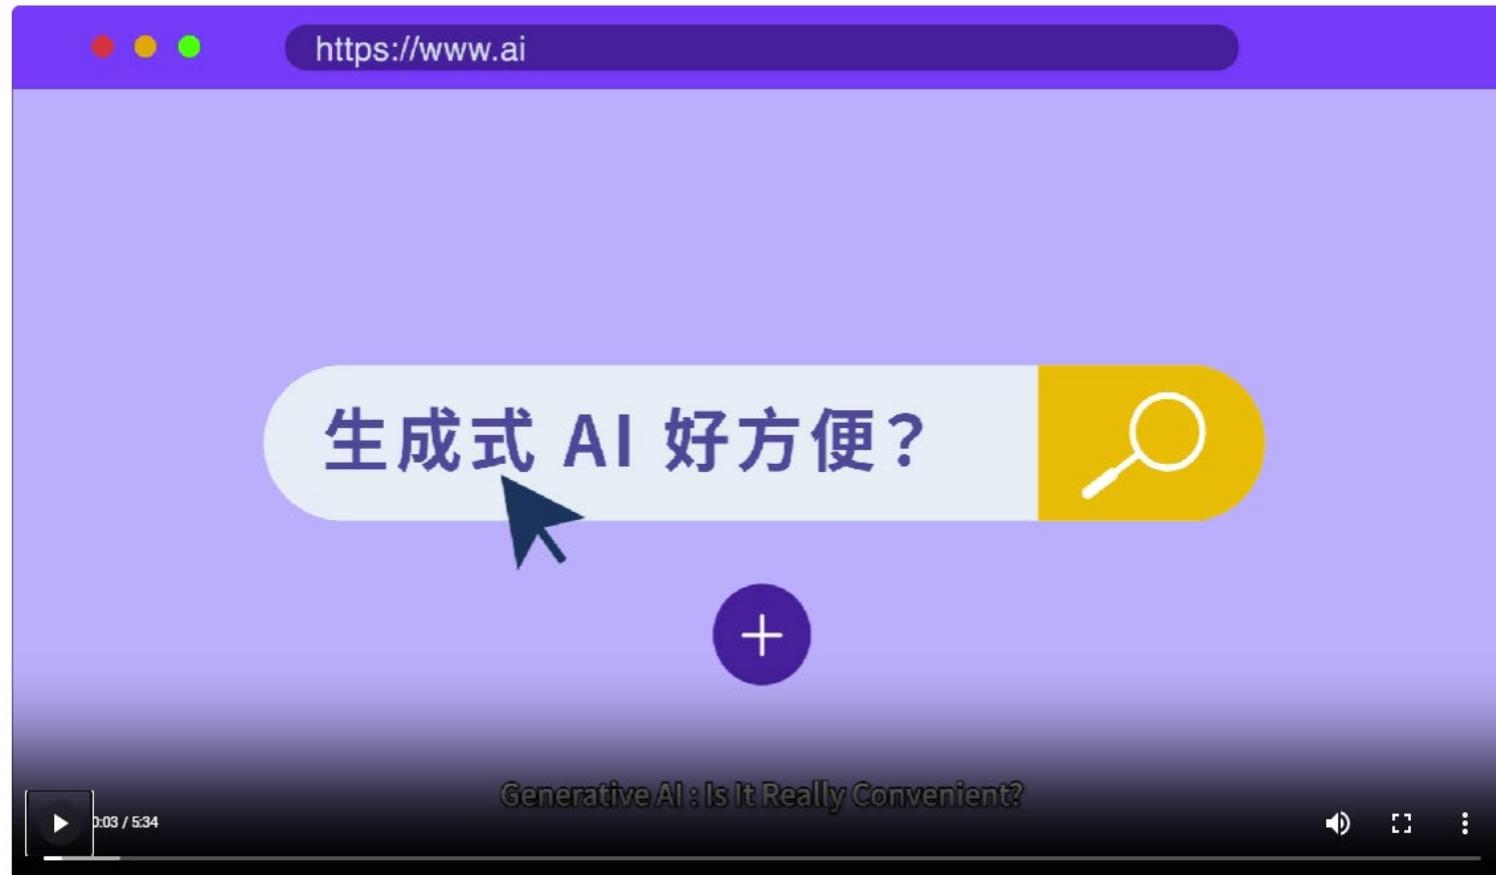 https://www.ai
生成式 AI 好方便?
Generative AI : Is It Really Convenient?
0:03 / 5:34